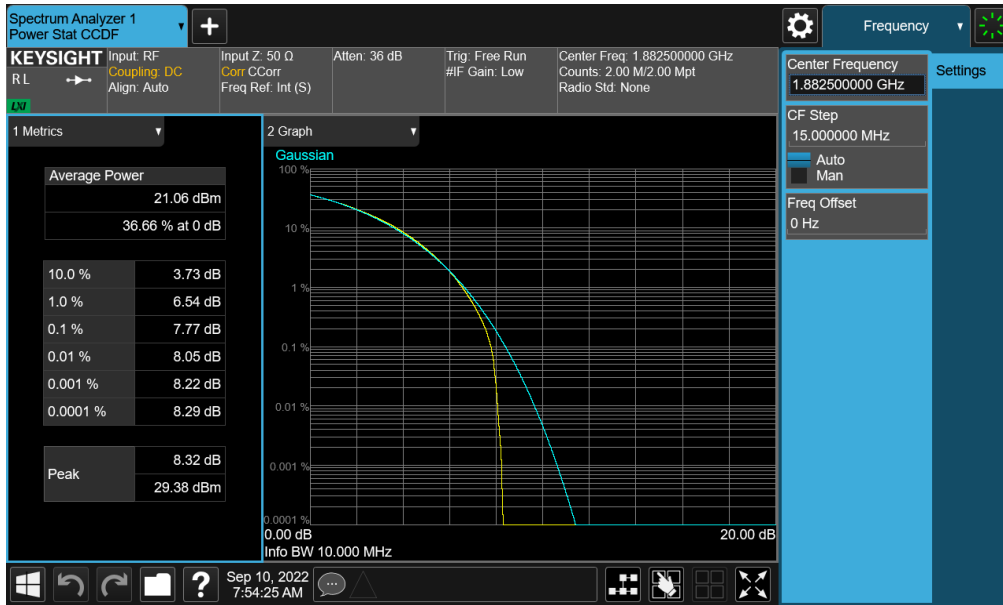 Spectrum Analyzer 1
Power Stat CCDF
Frequency
KEYSIGHT
R L
LXI
Input: RF
Coupling: DC
Align: Auto
Input Z: 50 Ω
Corr CCorr
Freq Ref: Int (S)
Atten: 36 dB
Trig: Free Run
#IF Gain: Low
Center Freq: 1.882500000 GHz
Counts: 2.00 M/2.00 Mpt
Radio Std: None
Center Frequency
1.882500000 GHz
Settings
CF Step
15.000000 MHz
Auto
Man
Freq Offset
0 Hz
1 Metrics
Average Power
21.06 dBm
36.66 % at 0 dB
10.0 % 3.73 dB
1.0 % 6.54 dB
0.1 % 7.77 dB
0.01 % 8.05 dB
0.001 % 8.22 dB
0.0001 % 8.29 dB
Peak
8.32 dB
29.38 dBm
2 Graph
Gaussian
100 %
10 %
1 %
0.1 %
0.01 %
0.001 %
0.0001 %
0.00 dB 20.00 dB
Info BW 10.000 MHz
?
Sep 10, 2022
7:54:25 AM